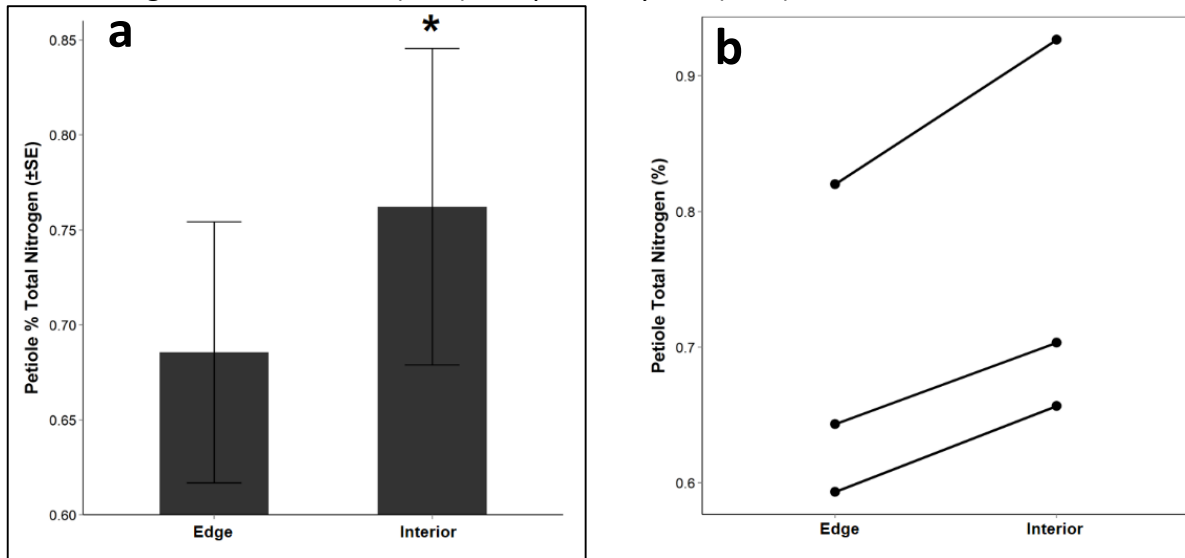 a
*
0.85
0.80
0.75
0.70
0.65
0.60
Petiole % Total Nitrogen (±SE)
Edge Interior
b
0.9
0.8
0.7
0.6
Petiole Total Nitrogen (%)
Edge Interior